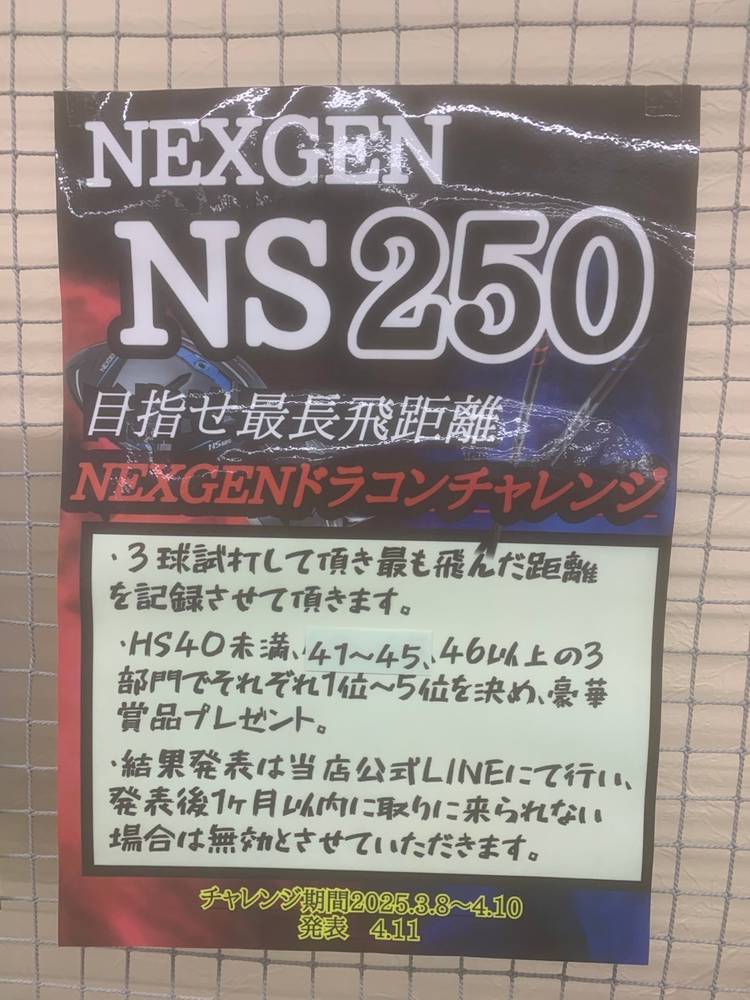 NEXGEN
NS250
目指せ最長飛距離
NEXGENドラコンチャレンジ
・3球試打して頂き最も飛んだ距離
を記録させて頂きます。
・HS40未満、41〜45、46以上の3
部門でそれぞれ1位〜5位を決め、豪華
賞品プレゼント。
・結果発表は当店公式LINEにて行い、
発表後1ヶ月以内に取りに来られない
場合は無効とさせていただきます。
チャレンジ期間2025.3.8〜4.10
発表 4.11